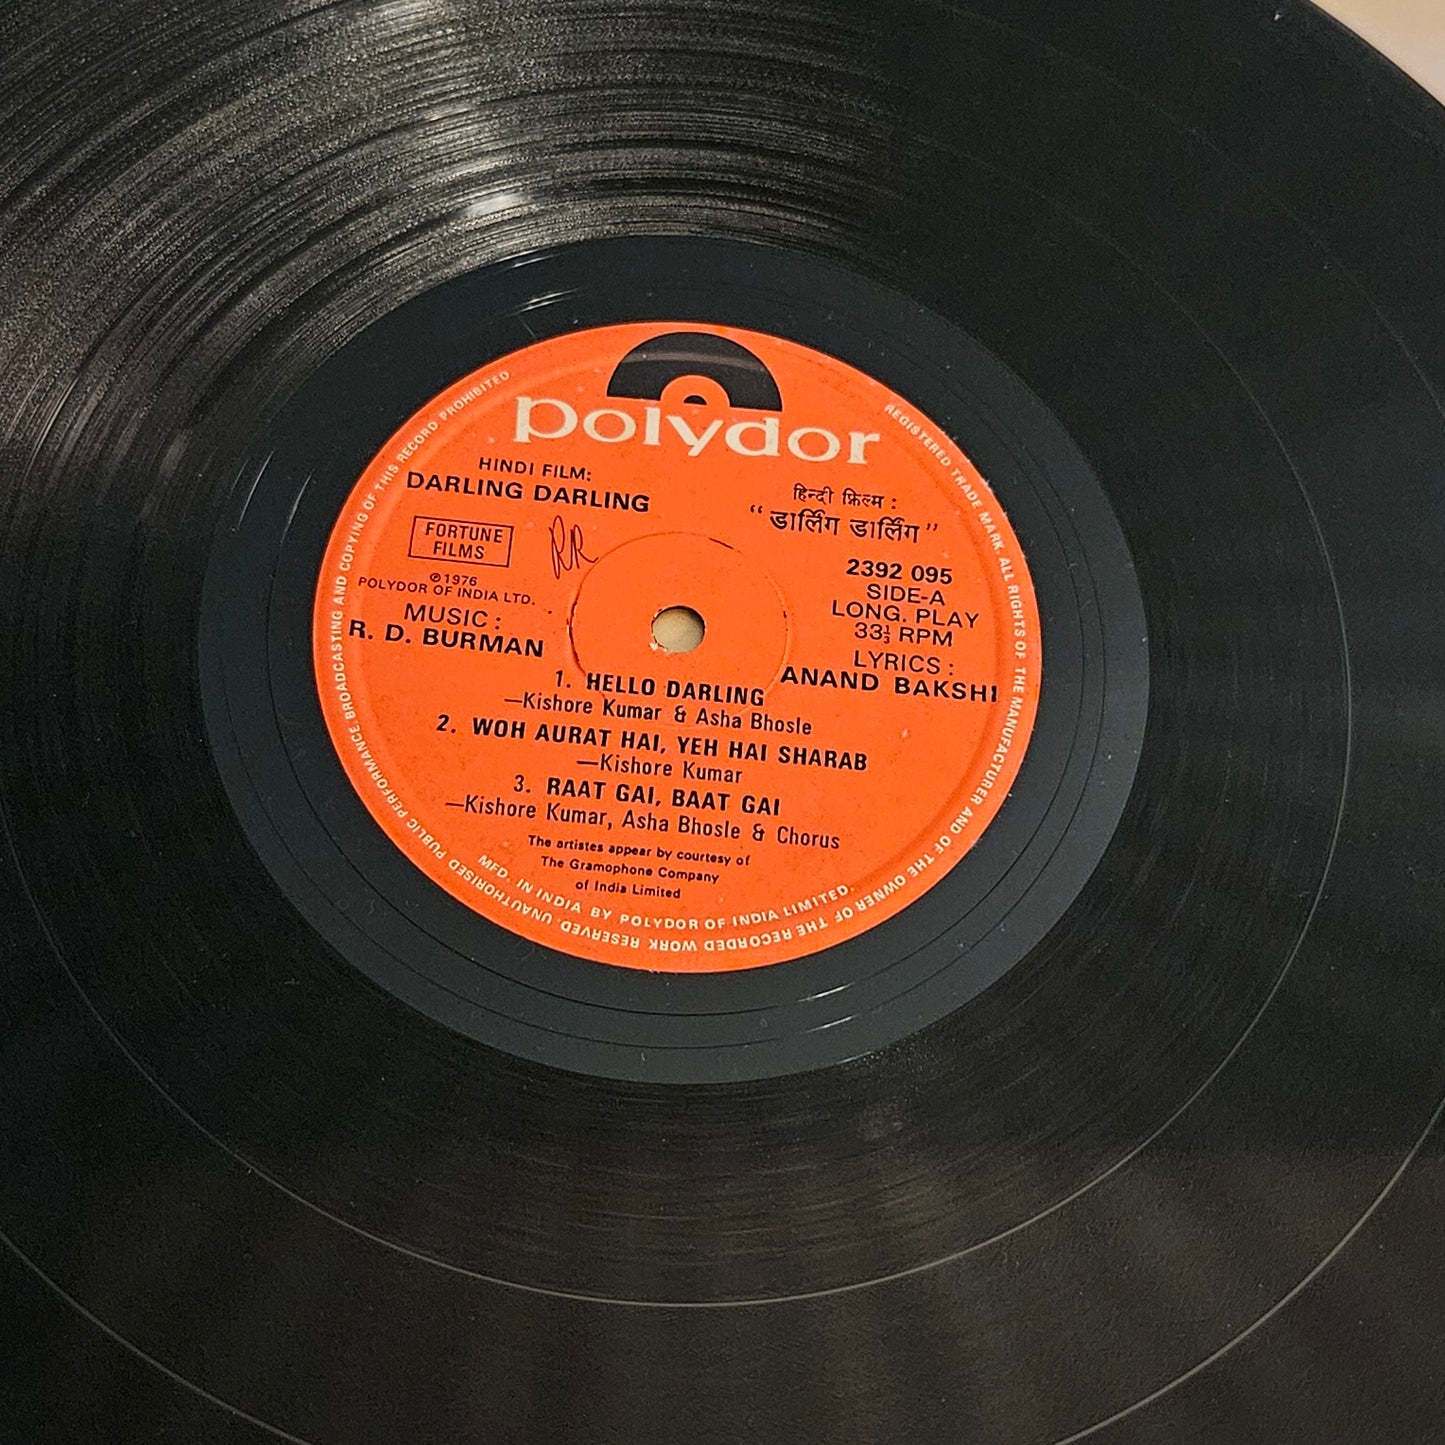 polydor
HINDI FILM:
DARLING DARLING
हिन्दी फ़िल्म :
“ डार्लिंग डार्लिंग ”
FORTUNE
FILMS
RR
℗ 1976
POLYDOR OF INDIA LTD.
MUSIC :
R. D. BURMAN
2392 095
SIDE-A
LONG. PLAY
33⅓ RPM
LYRICS :
ANAND BAKSHI
1. HELLO DARLING
—Kishore Kumar & Asha Bhosle
2. WOH AURAT HAI, YEH HAI SHARAB
—Kishore Kumar
3. RAAT GAI, BAAT GAI
—Kishore Kumar, Asha Bhosle & Chorus
The artistes appear by courtesy of
The Gramophone Company
of India Limited
MFD. IN INDIA BY POLYDOR OF INDIA LIMITED.
REGISTERED TRADE MARK. ALL RIGHTS OF THE MANUFACTURER AND OF THE OWNER OF THE RECORDED WORK RESERVED. UNAUTHORISED PUBLIC PERFORMANCE, BROADCASTING AND COPYING OF THIS RECORD PROHIBITED.